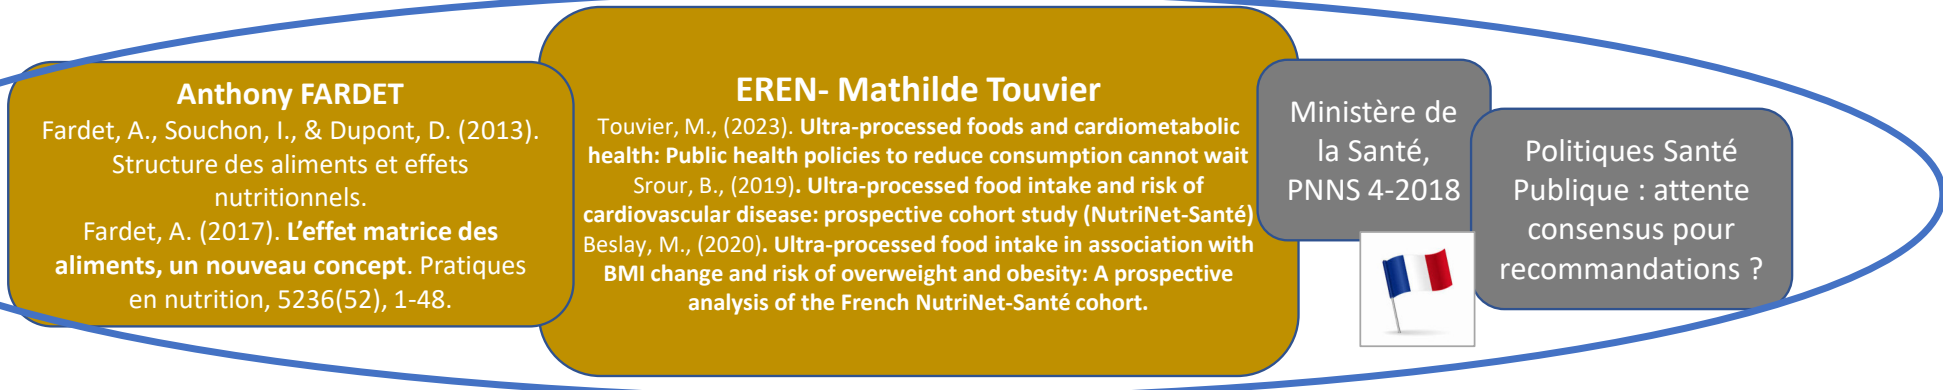 Anthony FARDET
Fardet, A., Souchon, I., & Dupont, D. (2013).
Structure des aliments et effets
nutritionnels.
Fardet, A. (2017). L'effet matrice des
aliments, un nouveau concept. Pratiques
en nutrition, 5236(52), 1-48.
EREN- Mathilde Touvier
Touvier, M., (2023). Ultra-processed foods and cardiometabolic
health: Public health policies to reduce consumption cannot wait
Srour, B., (2019). Ultra-processed food intake and risk of
cardiovascular disease: prospective cohort study (NutriNet-Santé)
Beslay, M., (2020). Ultra-processed food intake in association with
BMI change and risk of overweight and obesity: A prospective
analysis of the French NutriNet-Santé cohort.
Ministère de
la Santé,
PNNS 4-2018
Politiques Santé
Publique : attente
consensus pour
recommandations ?